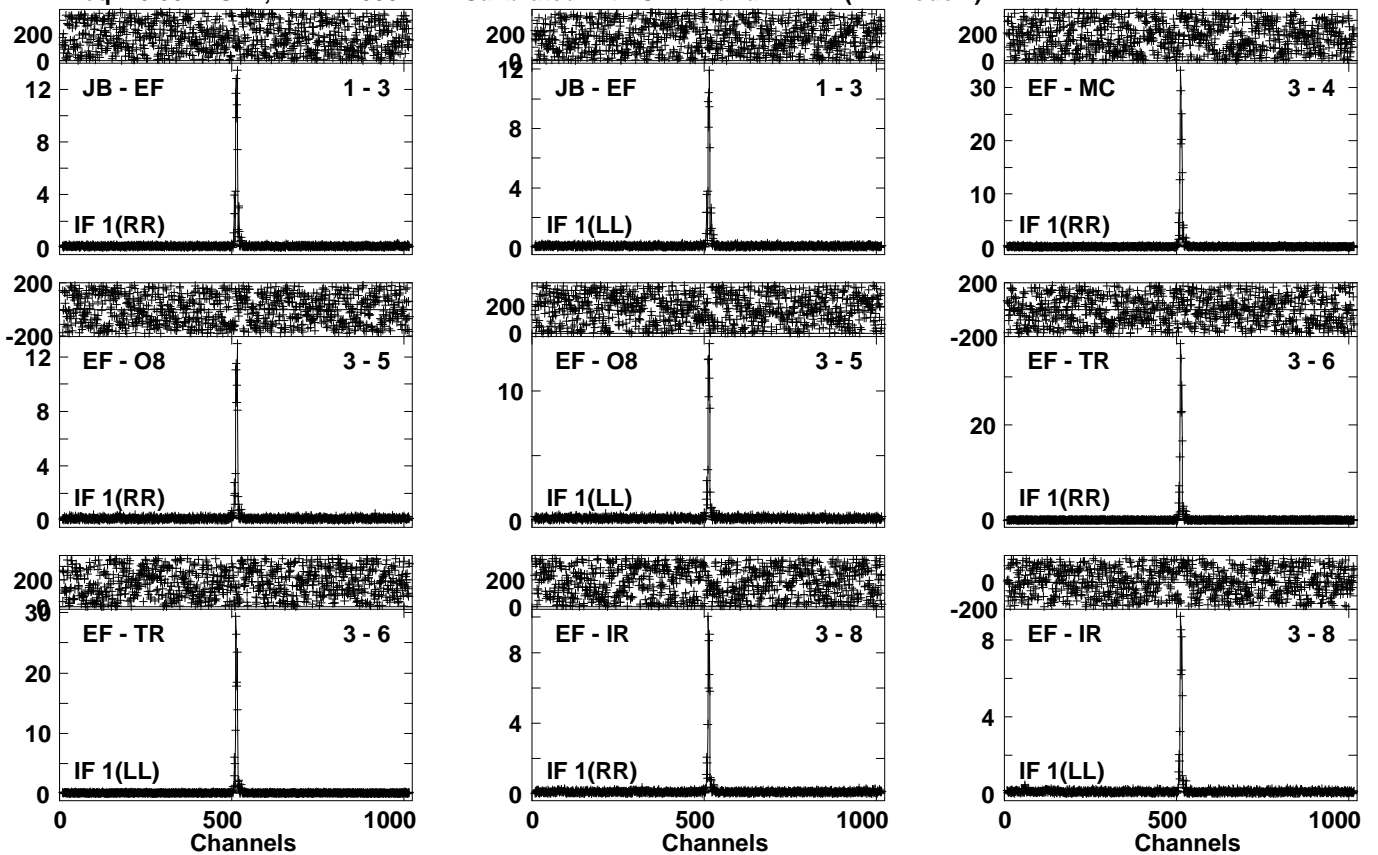 200
0
12
8
4
0
JB - EF 1 - 3
IF 1(RR)
200
0
12
8
4
0
JB - EF 1 - 3
IF 1(LL)
200
0
30
20
10
0
EF - MC 3 - 4
IF 1(RR)
200
-200
12
8
4
0
EF - O8 3 - 5
IF 1(RR)
200
0
10
0
EF - O8 3 - 5
IF 1(LL)
200
-200
20
0
EF - TR 3 - 6
IF 1(RR)
200
0
30
20
10
0
EF - TR 3 - 6
IF 1(LL)
200
0
8
4
0
EF - IR 3 - 8
IF 1(RR)
0
-200
8
4
0
EF - IR 3 - 8
IF 1(LL)
0 500 1000
Channels
0 500 1000
Channels
0 500 1000
Channels